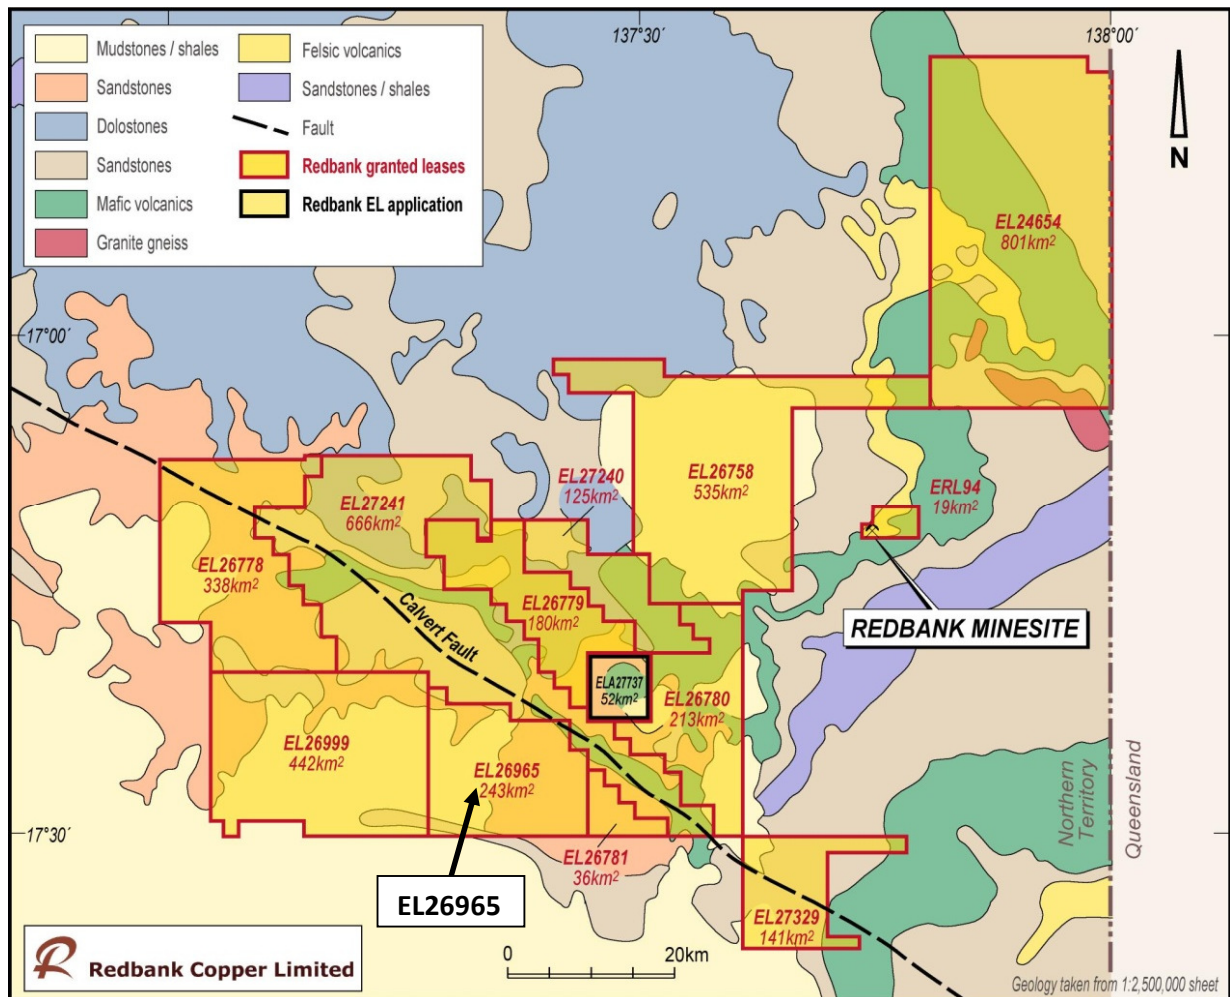 Mudstones / shales
Sandstones
Dolostones
Sandstones
Mafic volcanics
Granite gneiss
Felsic volcanics
Sandstones / shales
Fault
Redbank granted leases
Redbank EL application
137°30´
138°00´
N
EL24654
801km²
17°00´
EL27240
125km²
EL26758
535km²
ERL94
19km²
EL27241
666km²
EL26778
338km²
EL26779
180km²
Calvert Fault
REDBANK MINESITE
ELA27737
52km²
EL26780
213km²
EL26999
442km²
EL26965
243km²
Northern
Territory
Queensland
17°30´
EL26781
36km²
EL26965
EL27329
141km²
R Redbank Copper Limited
0 20km
Geology taken from 1:2,500,000 sheet